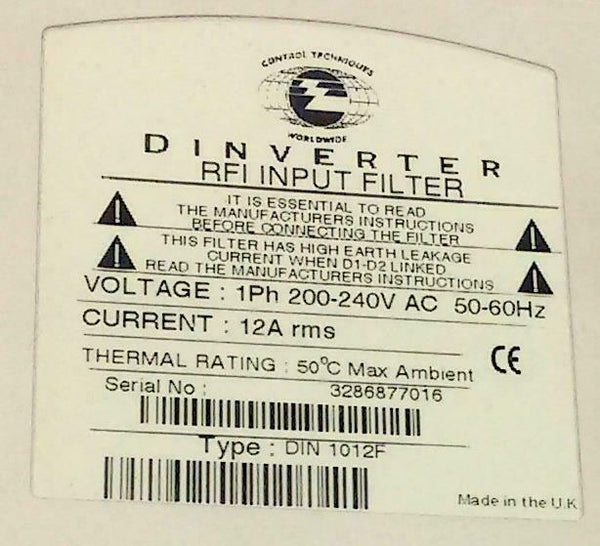 CONTROL TECHNIQUES
WORLDWIDE
DINVERTER
RFI INPUT FILTER
IT IS ESSENTIAL TO READ
THE MANUFACTURERS INSTRUCTIONS
BEFORE CONNECTING THE FILTER
THIS FILTER HAS HIGH EARTH LEAKAGE
CURRENT WHEN D1-D2 LINKED
READ THE MANUFACTURERS INSTRUCTIONS
VOLTAGE : 1Ph 200-240V AC 50-60Hz
CURRENT : 12A rms
CE
THERMAL RATING : 50°C Max Ambient
Serial No : 3286877016
Type : DIN 1012F
Made in the U.K